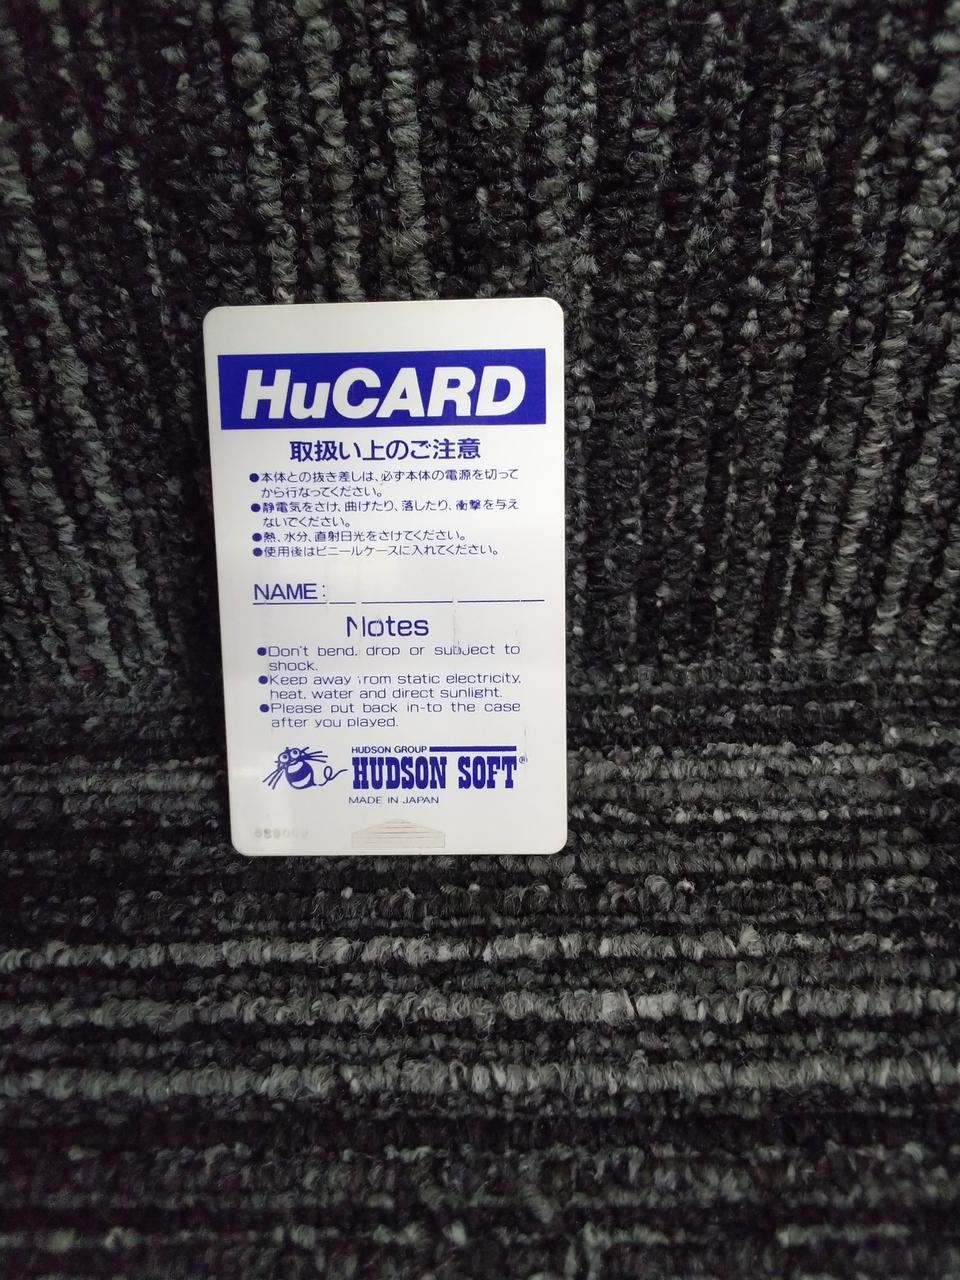 HuCARD
取扱い上のご注意
●本体との抜き差しは、必ず本体の電源を切って
から行なってください。
●静電気をさけ、曲げたり、落したり、衝撃を与え
ないでください。
●熱、水分、直射日光をさけてください。
●使用後はビニールケースに入れてください。
NAME:
Notes
●Don't bend, drop or subject to
shock.
●Keep away from static electricity,
heat, water and direct sunlight.
●Please put back in-to the case
after you played.
HUDSON GROUP
HUDSON SOFT®
MADE IN JAPAN